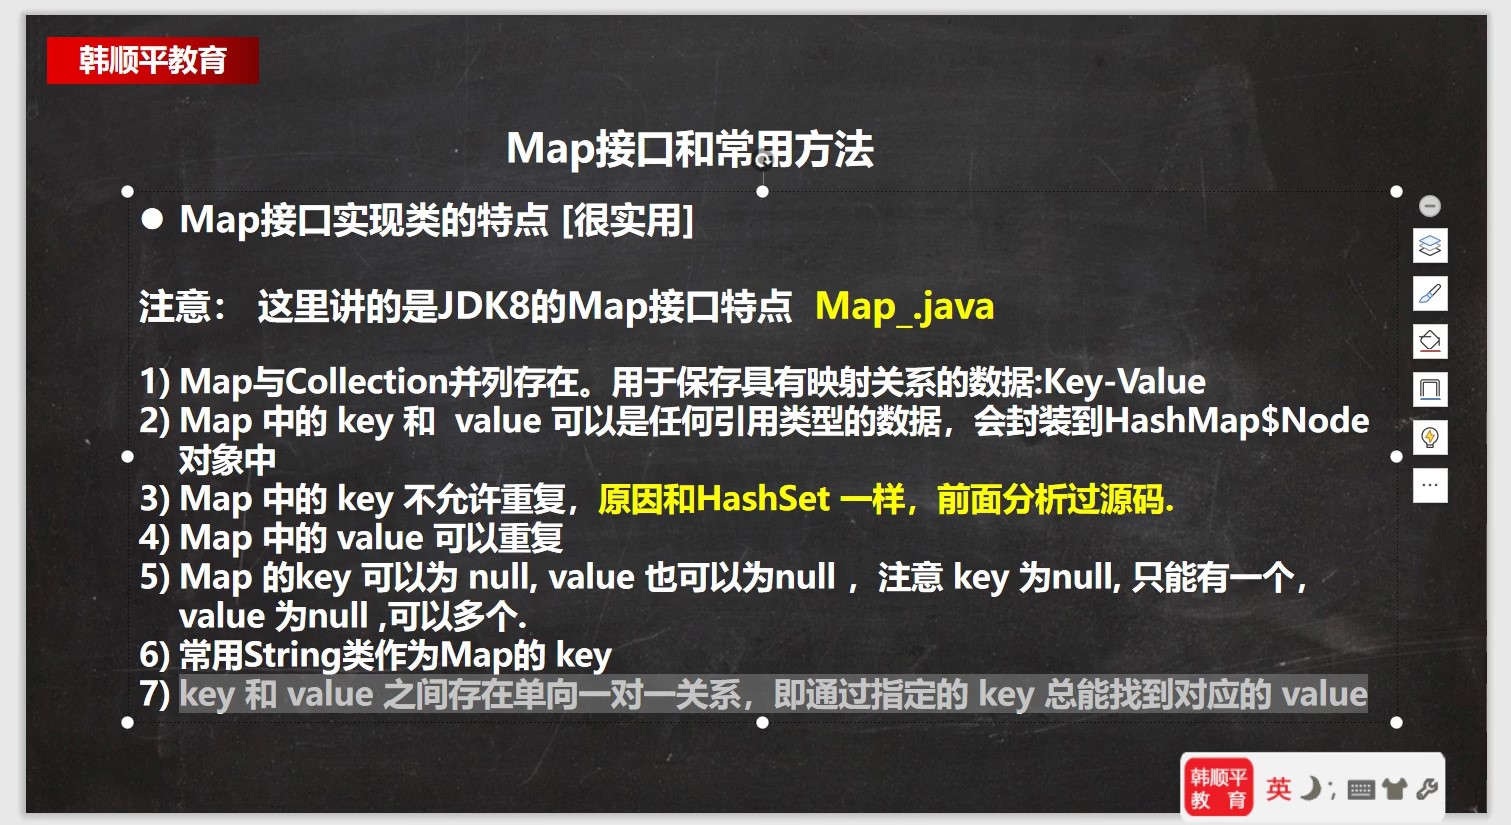 韩顺平教育
Map接口和常用方法
● Map接口实现类的特点 [很实用]
注意： 这里讲的是JDK8的Map接口特点 Map_.java
1) Map与Collection并列存在。用于保存具有映射关系的数据:Key-Value
2) Map 中的 key 和 value 可以是任何引用类型的数据，会封装到HashMap$Node
对象中
3) Map 中的 key 不允许重复，原因和HashSet 一样，前面分析过源码.
4) Map 中的 value 可以重复
5) Map 的key 可以为 null, value 也可以为null ，注意 key 为null, 只能有一个，
value 为null ,可以多个.
6) 常用String类作为Map的 key
7) key 和 value 之间存在单向一对一关系，即通过指定的 key 总能找到对应的 value
韩顺平
教 育
英